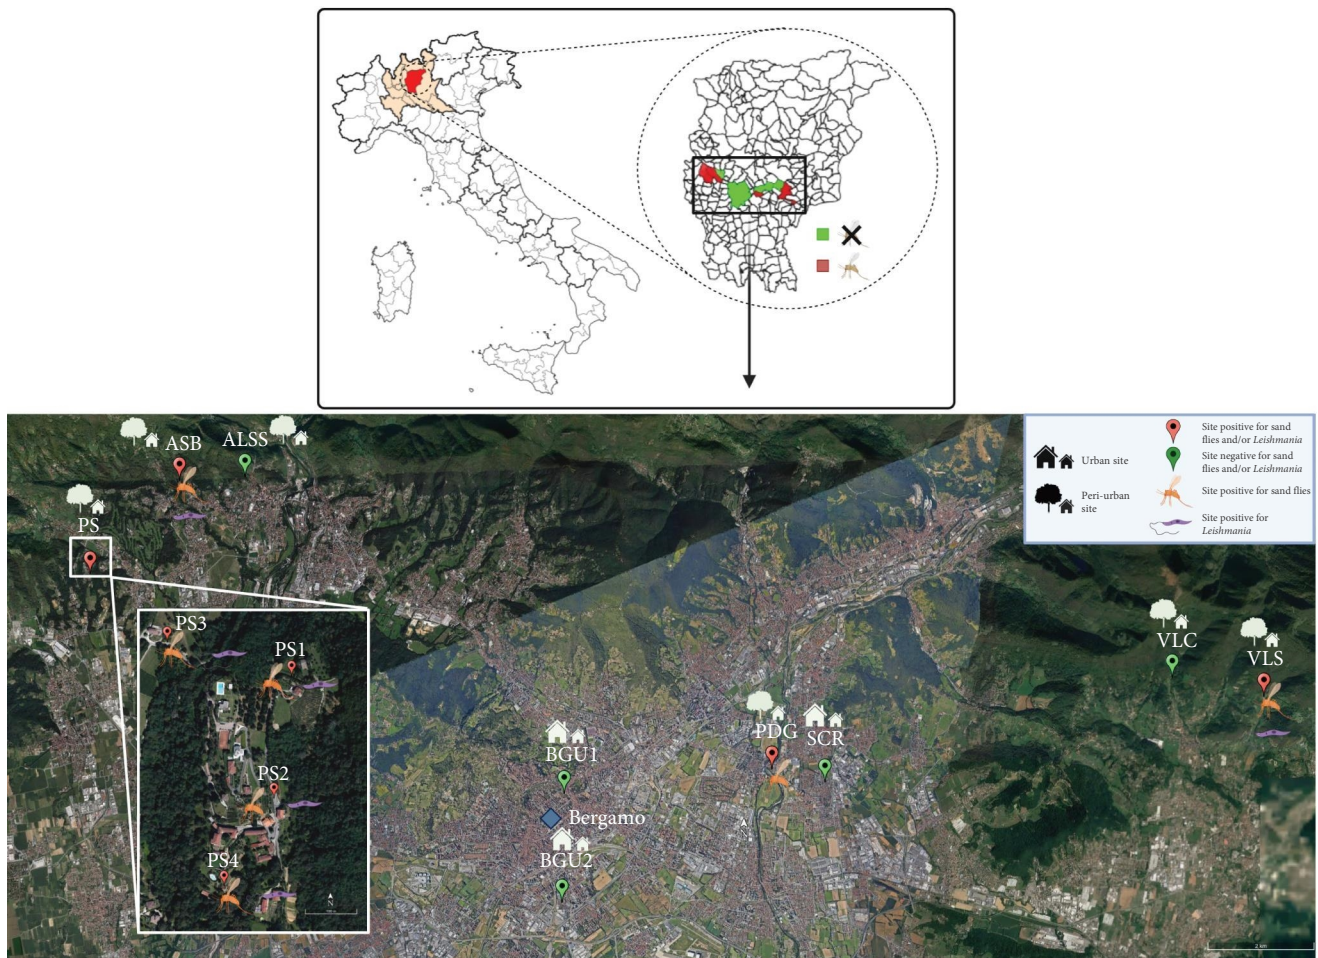 ASB
ALSS
PS
Urban site
Peri-urban
site
Site positive for sand
flies and/or Leishmania
Site negative for sand
flies and/or Leishmania
Site positive for sand flies
Site positive for
Leishmania
PS3
PS1
PS2
PS4
N
VLC
VLS
PDG
SCR
BGU1
Bergamo
BGU2
N
2 km